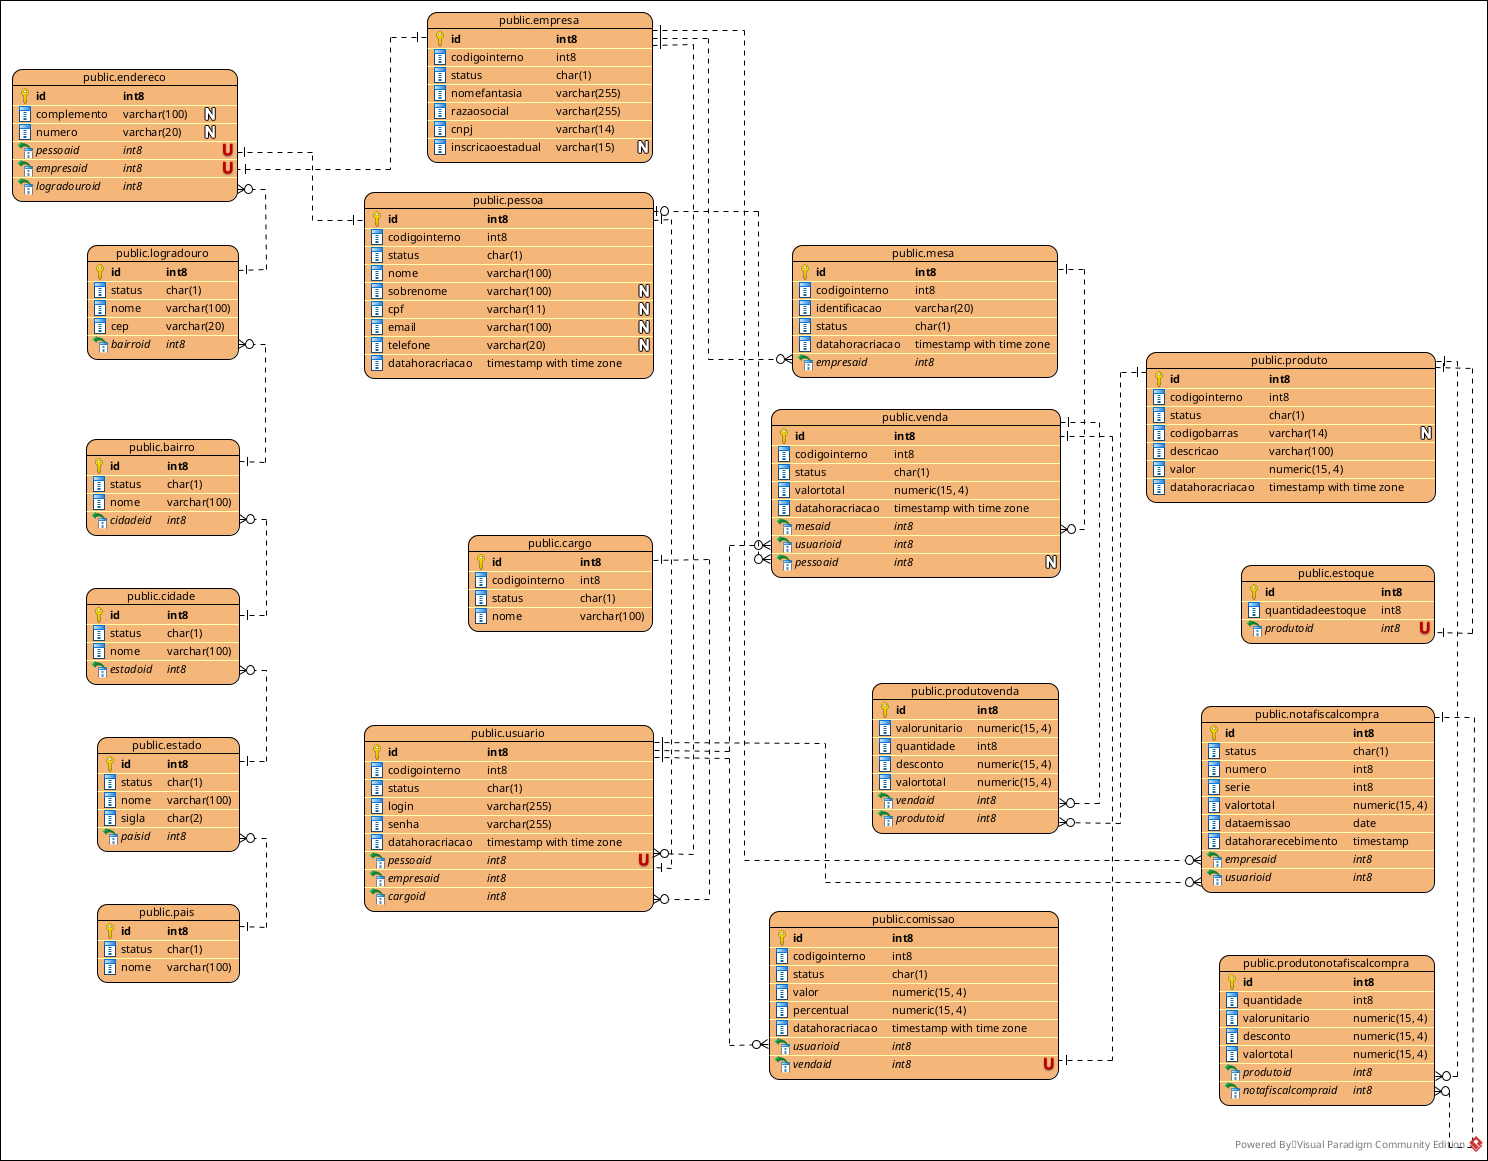 public.empresa
id int8
codigointerno int8
status char(1)
nomefantasia varchar(255)
razaosocial varchar(255)
cnpj varchar(14)
inscricaoestadual varchar(15) N
public.endereco
id int8
complemento varchar(100) N
numero varchar(20) N
pessoaid int8 U
empresaid int8 U
logradouroid int8
public.pessoa
id int8
codigointerno int8
status char(1)
nome varchar(100)
sobrenome varchar(100) N
cpf varchar(11) N
email varchar(100) N
telefone varchar(20) N
datahoracriacao timestamp with time zone
public.logradouro
id int8
status char(1)
nome varchar(100)
cep varchar(20)
bairroid int8
public.mesa
id int8
codigointerno int8
identificacao varchar(20)
status char(1)
datahoracriacao timestamp with time zone
empresaid int8
public.produto
id int8
codigointerno int8
status char(1)
codigobarras varchar(14) N
descricao varchar(100)
valor numeric(15, 4)
datahoracriacao timestamp with time zone
public.venda
id int8
codigointerno int8
status char(1)
valortotal numeric(15, 4)
datahoracriacao timestamp with time zone
mesaid int8
usuarioid int8
pessoaid int8 N
public.bairro
id int8
status char(1)
nome varchar(100)
cidadeid int8
public.cargo
id int8
codigointerno int8
status char(1)
nome varchar(100)
public.estoque
id int8
quantidadeestoque int8
produtoid int8 U
public.cidade
id int8
status char(1)
nome varchar(100)
estadoid int8
public.produtovenda
id int8
valorunitario numeric(15, 4)
quantidade int8
desconto numeric(15, 4)
valortotal numeric(15, 4)
vendaid int8
produtoid int8
public.notafiscalcompra
id int8
status char(1)
numero int8
serie int8
valortotal numeric(15, 4)
dataemissao date
datahorarecebimento timestamp
empresaid int8
usuarioid int8
public.usuario
id int8
codigointerno int8
status char(1)
login varchar(255)
senha varchar(255)
datahoracriacao timestamp with time zone
pessoaid int8 U
empresaid int8
cargoid int8
public.estado
id int8
status char(1)
nome varchar(100)
sigla char(2)
paisid int8
public.pais
id int8
status char(1)
nome varchar(100)
public.comissao
id int8
codigointerno int8
status char(1)
valor numeric(15, 4)
percentual numeric(15, 4)
datahoracriacao timestamp with time zone
usuarioid int8
vendaid int8 U
public.produtonotafiscalcompra
id int8
quantidade int8
valorunitario numeric(15, 4)
desconto numeric(15, 4)
valortotal numeric(15, 4)
produtoid int8
notafiscalcompraid int8
Powered By Visual Paradigm Community Edition